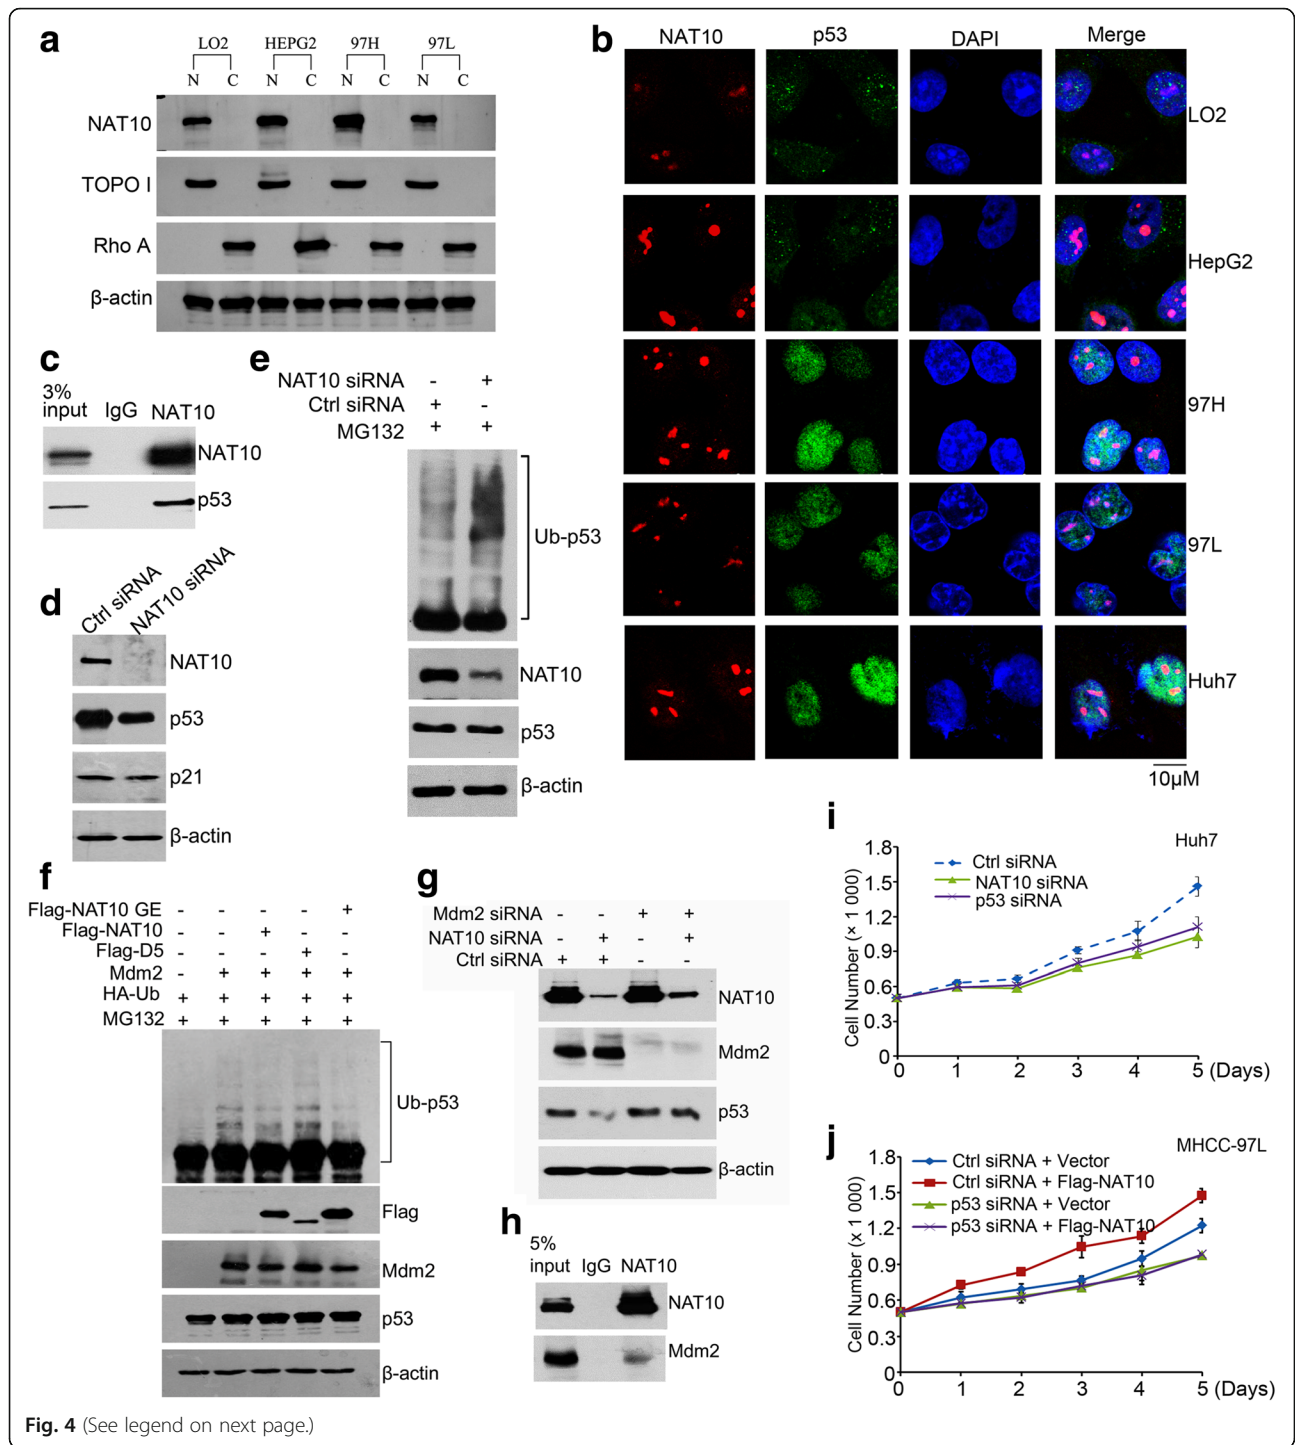 a
LO2 HEPG2 97H 97L
N C N C N C N C
NAT10
TOPO I
Rho A
β-actin
b
NAT10 p53 DAPI Merge
LO2
HepG2
97H
97L
Huh7
10µM
c
3% input IgG NAT10
NAT10
p53
d
Ctrl siRNA NAT10 siRNA
NAT10
p53
p21
β-actin
e
NAT10 siRNA - +
Ctrl siRNA + -
MG132 + +
Ub-p53
NAT10
p53
β-actin
f
Flag-NAT10 GE - - - - +
Flag-NAT10 - - + - -
Flag-D5 - - - + -
Mdm2 - + + + +
HA-Ub + + + + +
MG132 + + + + +
Ub-p53
Flag
Mdm2
p53
β-actin
g
Mdm2 siRNA - - + +
NAT10 siRNA - + - +
Ctrl siRNA + + - -
NAT10
Mdm2
p53
β-actin
h
5% input IgG NAT10
NAT10
Mdm2
i
Huh7
Ctrl siRNA
NAT10 siRNA
p53 siRNA
Cell Number (× 1 000)
1.8
1.5
1.2
0.9
0.6
0.3
0
0 1 2 3 4 5 (Days)
j
MHCC-97L
Ctrl siRNA + Vector
Ctrl siRNA + Flag-NAT10
p53 siRNA + Vector
p53 siRNA + Flag-NAT10
Cell Number (x 1 000)
1.8
1.5
1.2
0.9
0.6
0.3
0
0 1 2 3 4 5 (Days)
Fig. 4 (See legend on next page.)